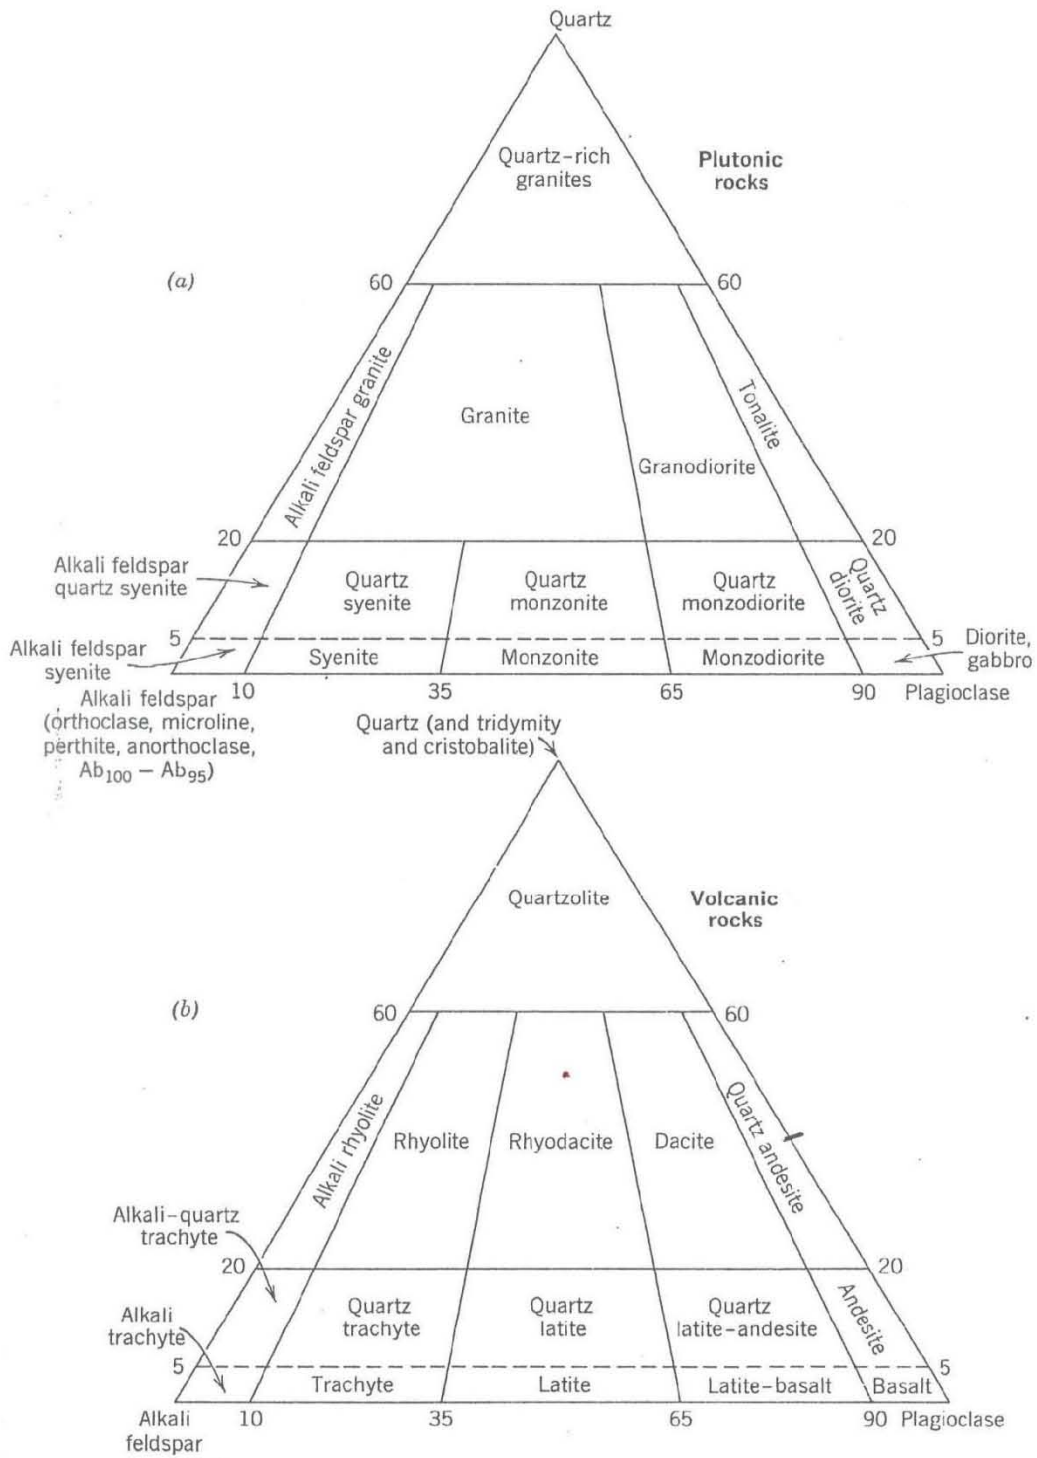 Quartz
Quartz-rich
granites
Plutonic
rocks
(a)
60
60
Alkali feldspar granite
Granite
Tonalite
Granodiorite
20
20
Alkali feldspar
quartz syenite
Quartz
syenite
Quartz
monzonite
Quartz
monzodiorite
Quartz
diorite
5
5
Alkali feldspar
syenite
Syenite
Monzonite
Monzodiorite
Diorite,
gabbro
10
35
65
90
Plagioclase
Alkali feldspar
(orthoclase, microline,
perthite, anorthoclase,
Ab100 – Ab95)
Quartz (and tridymity
and cristobalite)
Quartzolite
Volcanic
rocks
(b)
60
60
Alkali rhyolite
Rhyolite
Rhyodacite
Dacite
Quartz andesite
Alkali-quartz
trachyte
20
20
Alkali
trachyte
Quartz
trachyte
Quartz
latite
Quartz
latite-andesite
Andesite
5
5
Trachyte
Latite
Latite-basalt
Basalt
Alkali
feldspar
10
35
65
90
Plagioclase